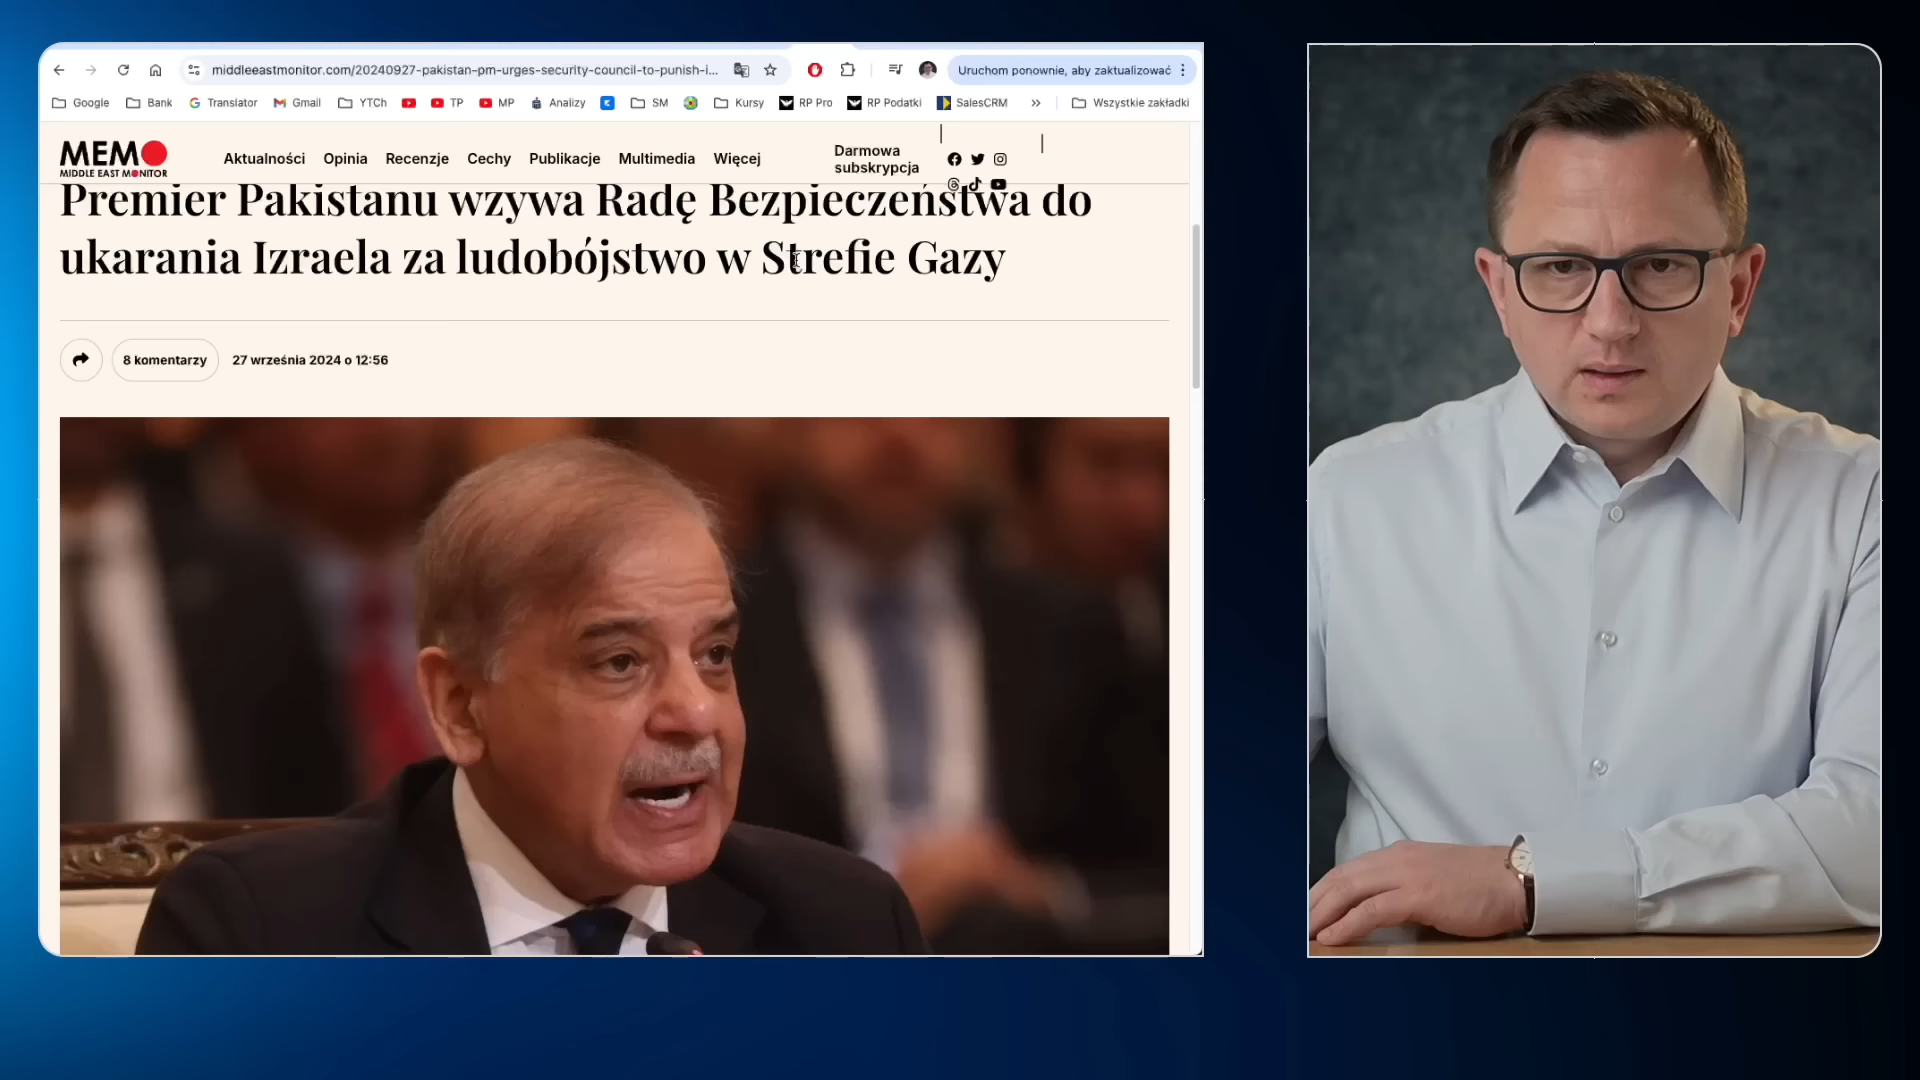 middleeastmonitor.com/20240927-pakistan-pm-urges-security-council-to-punish-i...
Uruchom ponownie, aby zaktualizować
Google Bank Translator Gmail YTCh TP MP Analizy SM Kursy RP Pro RP Podatki SalesCRM » Wszystkie zakładki
MEMO
MIDDLE EAST MONITOR
Aktualności Opinia Recenzje Cechy Publikacje Multimedia Więcej
Darmowa
subskrypcja
Premier Pakistanu wzywa Radę Bezpieczeństwa do
ukarania Izraela za ludobójstwo w Strefie Gazy
8 komentarzy 27 września 2024 o 12:56